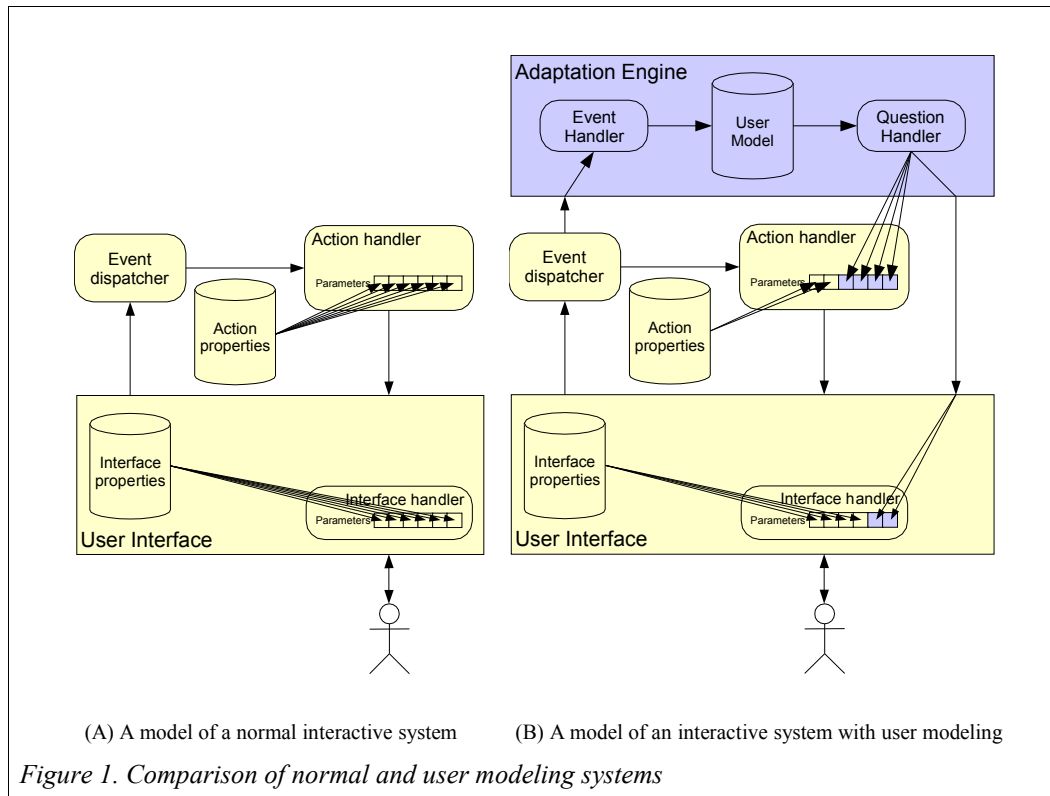 Adaptation Engine
Event
Handler
User
Model
Question
Handler
Event
dispatcher
Action handler
Parameters
Action
properties
Interface
properties
Interface handler
Parameters
User Interface
Event
dispatcher
Action handler
Parameters
Action
properties
Interface
properties
Interface handler
Parameters
User Interface
(A) A model of a normal interactive system
(B) A model of an interactive system with user modeling
Figure 1. Comparison of normal and user modeling systems